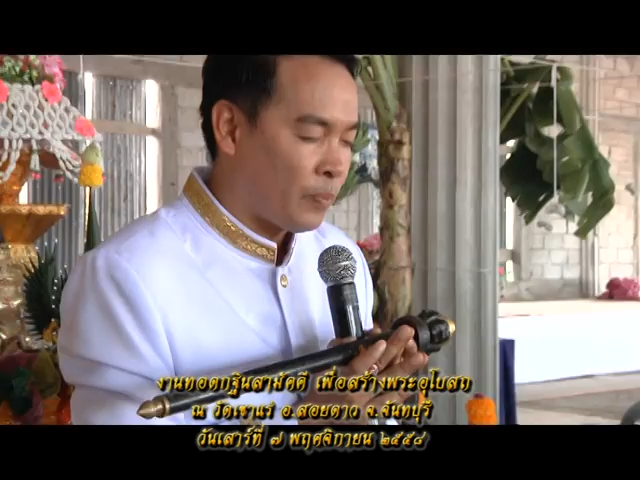 งานทอดกฐินสามัคคี เพื่อสร้างพระอุโบสถ
ณ วัดเขาแร่ อ.สอยดาว จ.จันทบุรี
วันเสาร์ที่ ๗ พฤศจิกายน ๒๕๕๘